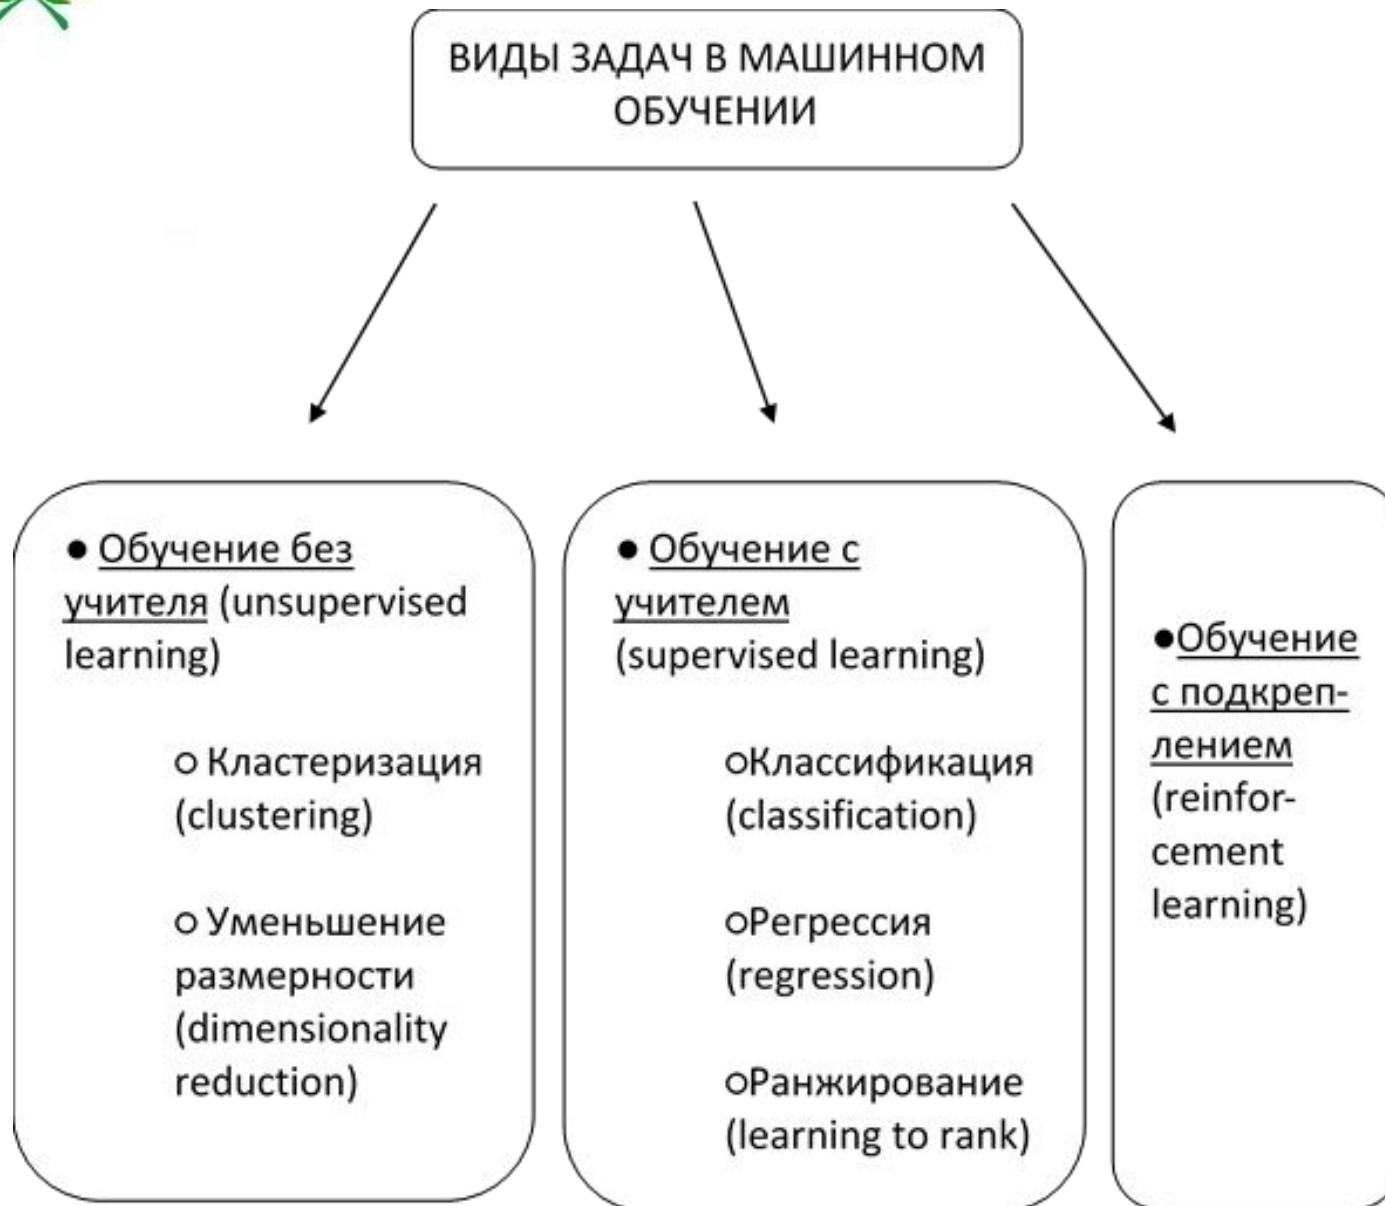 ВИДЫ ЗАДАЧ В МАШИННОМ
ОБУЧЕНИИ
● Обучение без
учителя (unsupervised
learning)
○ Кластеризация
(clustering)
○ Уменьшение
размерности
(dimensionality
reduction)
● Обучение с
учителем
(supervised learning)
○Классификация
(classification)
○Регрессия
(regression)
○Ранжирование
(learning to rank)
●Обучение
с подкреп-
лением
(reinfor-
cement
learning)